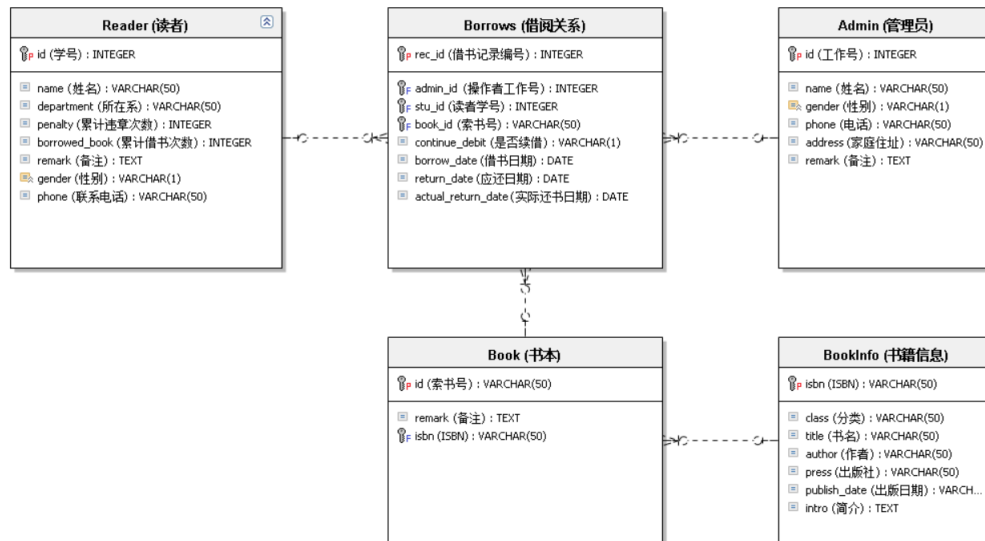 Reader (读者)
id (学号) : INTEGER
name (姓名) : VARCHAR(50)
department (所在系) : VARCHAR(50)
penalty (累计违章次数) : INTEGER
borrowed_book (累计借书次数) : INTEGER
remark (备注) : TEXT
gender (性别) : VARCHAR(1)
phone (联系电话) : VARCHAR(50)
Borrows (借阅关系)
rec_id (借书记录编号) : INTEGER
admin_id (操作者工作号) : INTEGER
stu_id (读者学号) : INTEGER
book_id (索书号) : VARCHAR(50)
continue_debit (是否续借) : VARCHAR(1)
borrow_date (借书日期) : DATE
return_date (应还日期) : DATE
actual_return_date (实际还书日期) : DATE
Admin (管理员)
id (工作号) : INTEGER
name (姓名) : VARCHAR(50)
gender (性别) : VARCHAR(1)
phone (电话) : VARCHAR(50)
address (家庭住址) : VARCHAR(50)
remark (备注) : TEXT
Book (书本)
id (索书号) : VARCHAR(50)
remark (备注) : TEXT
isbn (ISBN) : VARCHAR(50)
BookInfo (书籍信息)
isbn (ISBN) : VARCHAR(50)
class (分类) : VARCHAR(50)
title (书名) : VARCHAR(50)
author (作者) : VARCHAR(50)
press (出版社) : VARCHAR(50)
publish_date (出版日期) : VARCH...
intro (简介) : TEXT